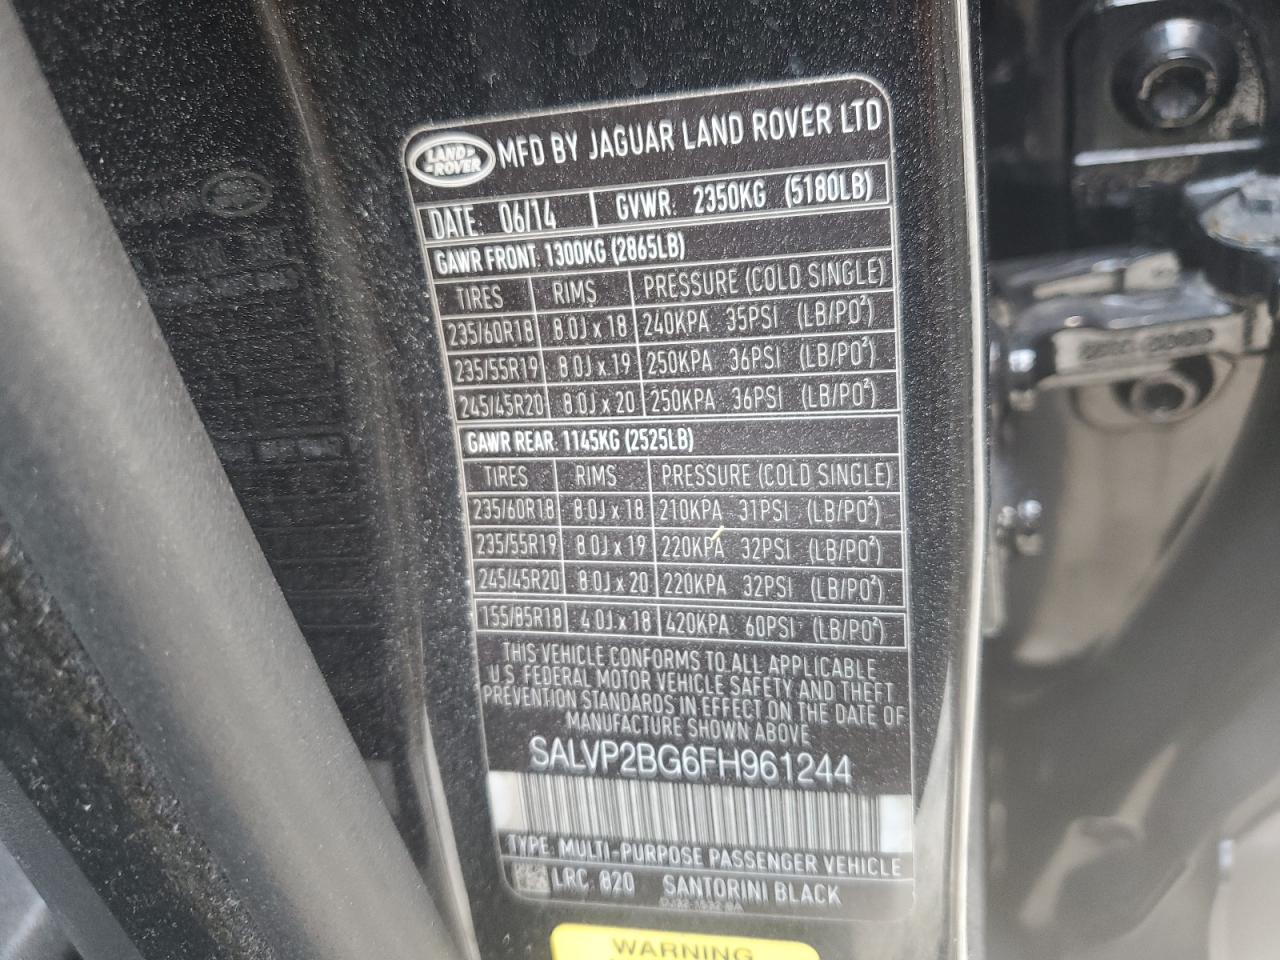 LAND ROVER MFD BY JAGUAR LAND ROVER LTD
DATE: 06/14 GVWR: 2350KG (5180LB)
GAWR FRONT: 1300KG (2865LB)
TIRES RIMS PRESSURE (COLD SINGLE)
235/60R18 8.0J x 18 240KPA 35PSI (LB/PO²)
235/55R19 8.0J x 19 250KPA 36PSI (LB/PO²)
245/45R20 8.0J x 20 250KPA 36PSI (LB/PO²)
GAWR REAR: 1145KG (2525LB)
TIRES RIMS PRESSURE (COLD SINGLE)
235/60R18 8.0J x 18 210KPA 31PSI (LB/PO²)
235/55R19 8.0J x 19 220KPA 32PSI (LB/PO²)
245/45R20 8.0J x 20 220KPA 32PSI (LB/PO²)
155/85R18 4.0J x 18 420KPA 60PSI (LB/PO²)
THIS VEHICLE CONFORMS TO ALL APPLICABLE
U.S. FEDERAL MOTOR VEHICLE SAFETY AND THEFT
PREVENTION STANDARDS IN EFFECT ON THE DATE OF
MANUFACTURE SHOWN ABOVE
SALVP2BG6FH961244
TYPE: MULTI-PURPOSE PASSENGER VEHICLE
LRC 820 SANTORINI BLACK
WARNING